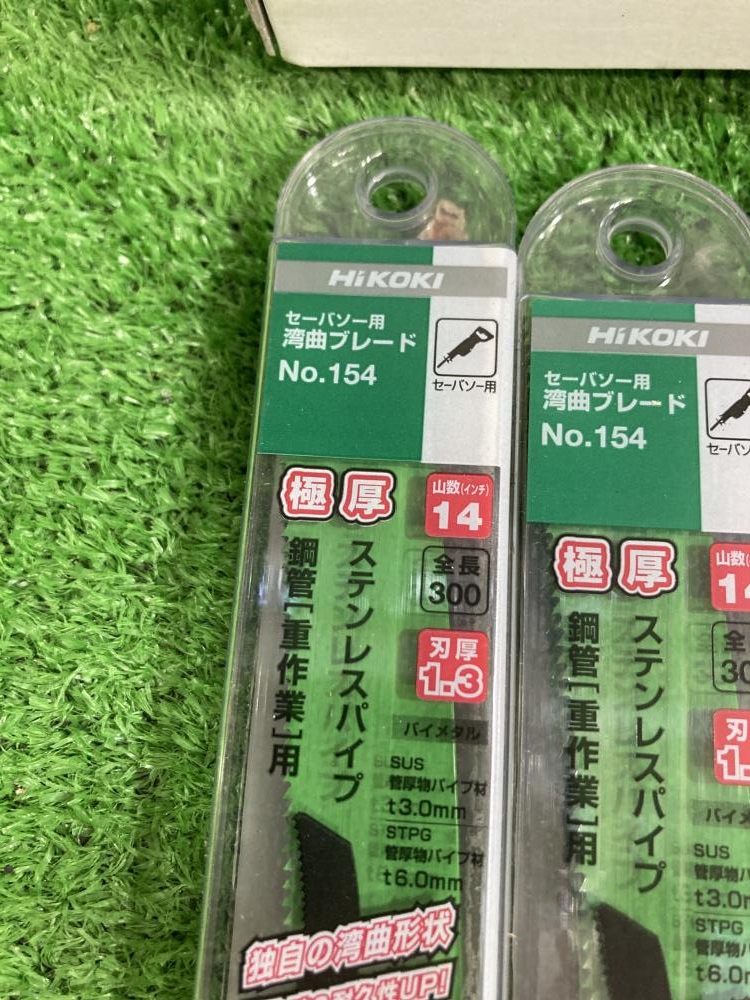 HiKOKI
セーバソー用
湾曲ブレード
No.154
セーバソー用
極厚
山数(インチ)
14
全長
300
刃厚
1.3
ステンレスパイプ
鋼管[重作業]用
バイメタル
SUS
管厚物パイプ材
t3.0mm
STPG
管厚物パイプ材
t6.0mm
独自の湾曲形状
耐久性UP!
HiKOKI
セーバソー用
湾曲ブレード
No.154
極厚
ステンレスパイプ
鋼管[重作業]用
SUS
STPG